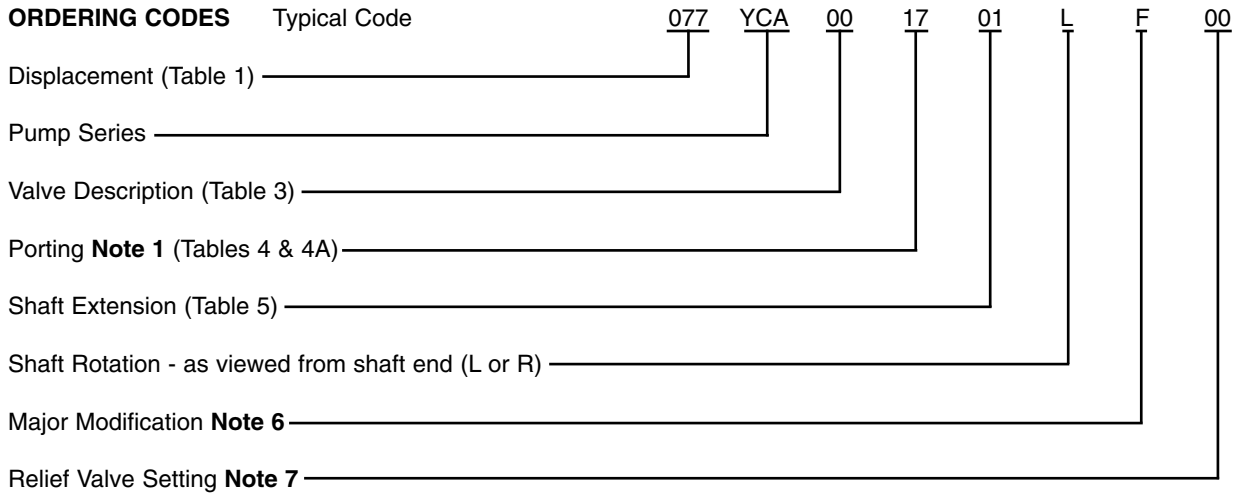 ORDERING CODES Typical Code 077 YCA 00 17 01 L F 00
Displacement (Table 1)
Pump Series
Valve Description (Table 3)
Porting Note 1 (Tables 4 & 4A)
Shaft Extension (Table 5)
Shaft Rotation - as viewed from shaft end (L or R)
Major Modification Note 6
Relief Valve Setting Note 7